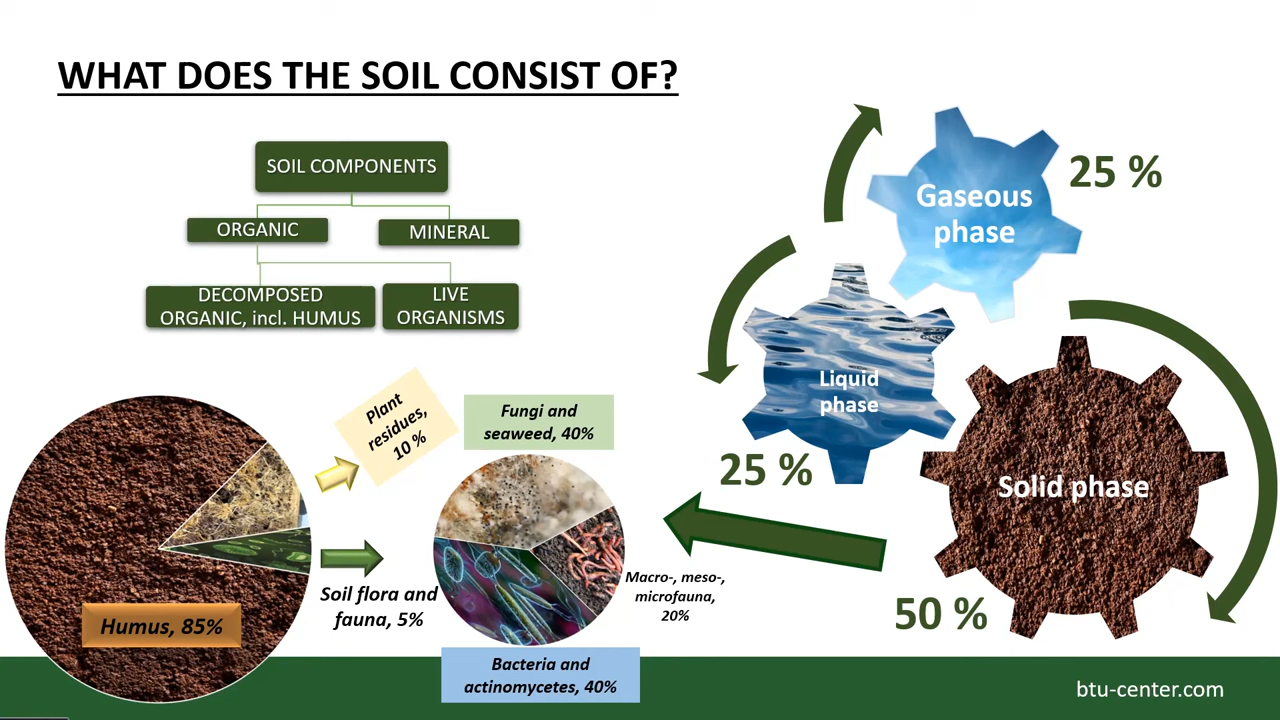 WHAT DOES THE SOIL CONSIST OF?
SOIL COMPONENTS
ORGANIC
MINERAL
DECOMPOSED
ORGANIC, incl. HUMUS
LIVE
ORGANISMS
Gaseous
phase
25 %
Liquid
phase
25 %
Solid phase
50 %
Plant
residues,
10 %
Fungi and
seaweed, 40%
Humus, 85%
Soil flora and
fauna, 5%
Macro-, meso-,
microfauna,
20%
Bacteria and
actinomycetes, 40%
btu-center.com